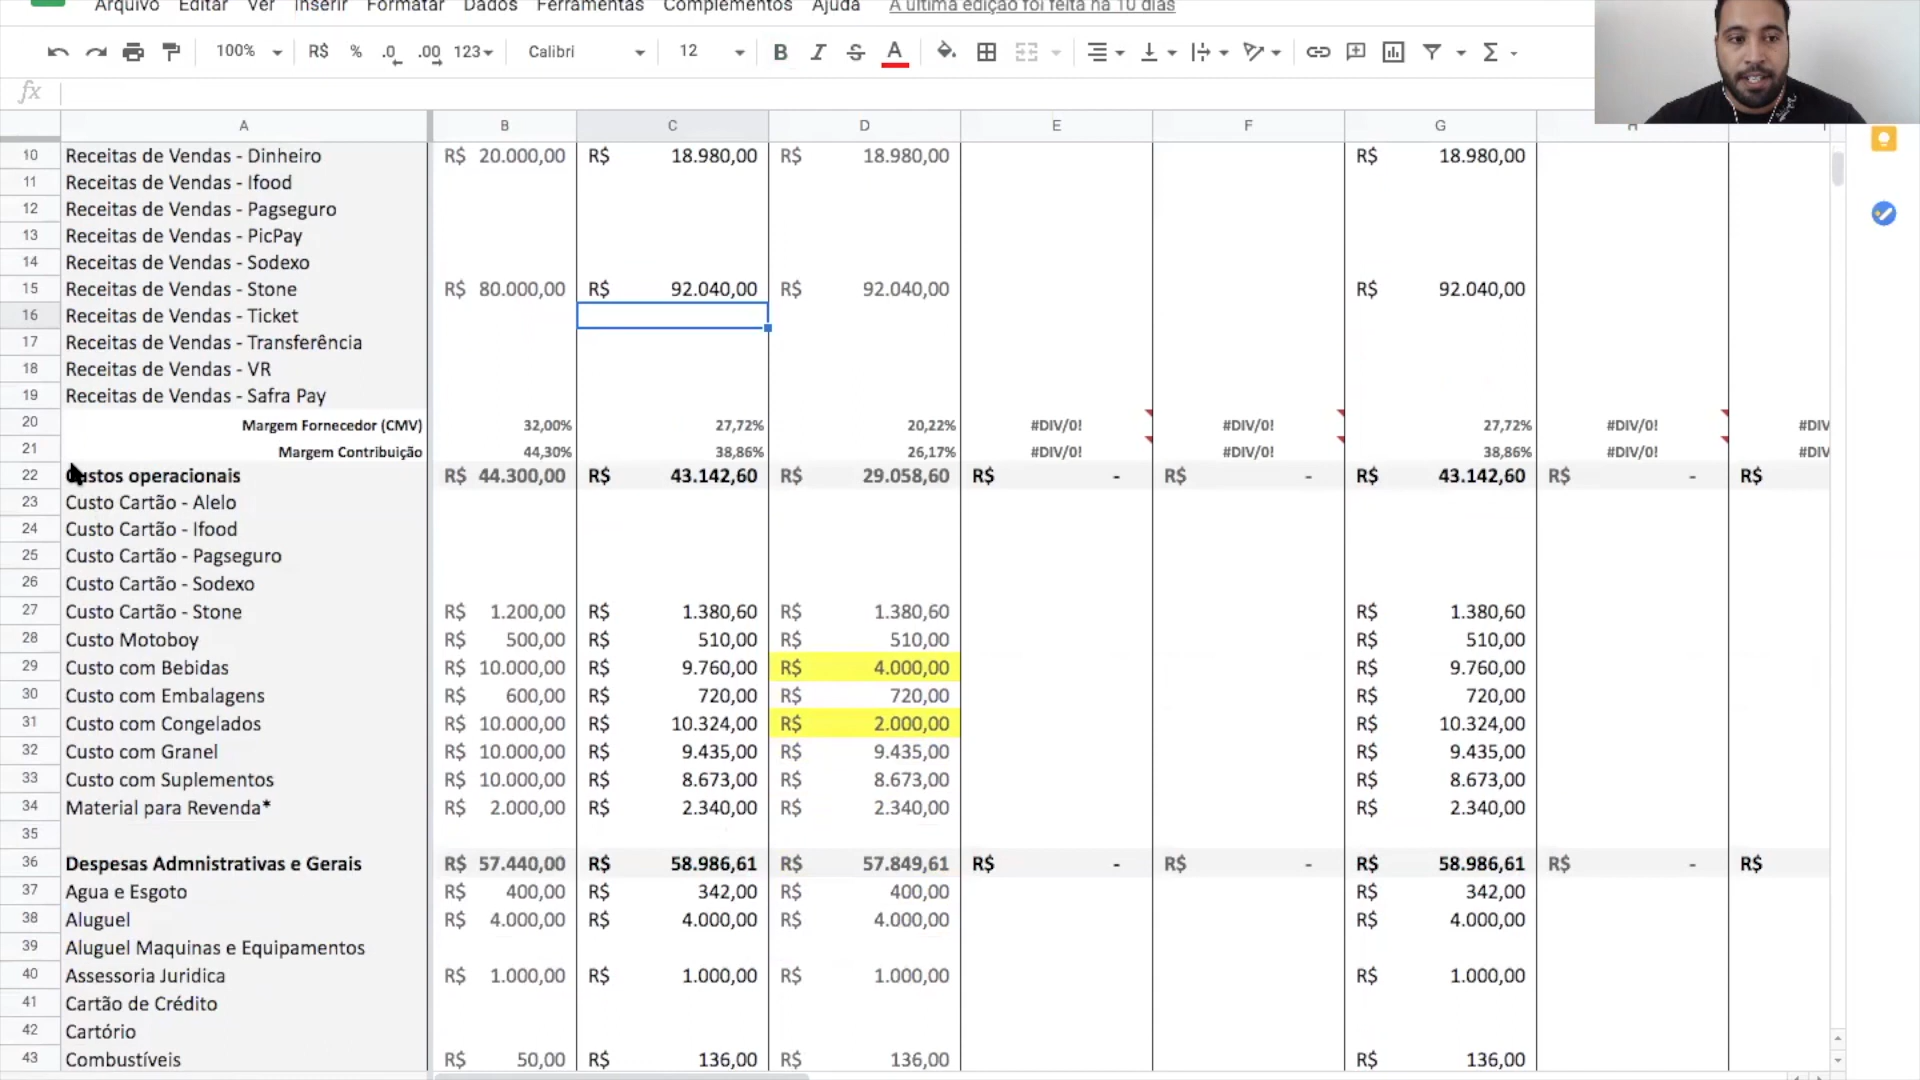 Arquivo Editar Ver Inserir Formatar Dados Ferramentas Complementos Ajuda A última edição foi feita há 10 dias
100% R$ % .0 .00 123 Calibri 12 B I S A Σ
fx
A B C D E F G H I
10 Receitas de Vendas - Dinheiro R$ 20.000,00 R$ 18.980,00 R$ 18.980,00 R$ 18.980,00
11 Receitas de Vendas - Ifood
12 Receitas de Vendas - Pagseguro
13 Receitas de Vendas - PicPay
14 Receitas de Vendas - Sodexo
15 Receitas de Vendas - Stone R$ 80.000,00 R$ 92.040,00 R$ 92.040,00 R$ 92.040,00
16 Receitas de Vendas - Ticket
17 Receitas de Vendas - Transferência
18 Receitas de Vendas - VR
19 Receitas de Vendas - Safra Pay
20 Margem Fornecedor (CMV) 32,00% 27,72% 20,22% #DIV/0! #DIV/0! 27,72% #DIV/0! #DIV
21 Margem Contribuição 44,30% 38,86% 26,17% #DIV/0! #DIV/0! 38,86% #DIV/0! #DIV
22 Custos operacionais R$ 44.300,00 R$ 43.142,60 R$ 29.058,60 R$ - R$ - R$ 43.142,60 R$ - R$
23 Custo Cartão - Alelo
24 Custo Cartão - Ifood
25 Custo Cartão - Pagseguro
26 Custo Cartão - Sodexo
27 Custo Cartão - Stone R$ 1.200,00 R$ 1.380,60 R$ 1.380,60 R$ 1.380,60
28 Custo Motoboy R$ 500,00 R$ 510,00 R$ 510,00 R$ 510,00
29 Custo com Bebidas R$ 10.000,00 R$ 9.760,00 R$ 4.000,00 R$ 9.760,00
30 Custo com Embalagens R$ 600,00 R$ 720,00 R$ 720,00 R$ 720,00
31 Custo com Congelados R$ 10.000,00 R$ 10.324,00 R$ 2.000,00 R$ 10.324,00
32 Custo com Granel R$ 10.000,00 R$ 9.435,00 R$ 9.435,00 R$ 9.435,00
33 Custo com Suplementos R$ 10.000,00 R$ 8.673,00 R$ 8.673,00 R$ 8.673,00
34 Material para Revenda* R$ 2.000,00 R$ 2.340,00 R$ 2.340,00 R$ 2.340,00
35
36 Despesas Admnistrativas e Gerais R$ 57.440,00 R$ 58.986,61 R$ 57.849,61 R$ - R$ - R$ 58.986,61 R$ - R$
37 Agua e Esgoto R$ 400,00 R$ 342,00 R$ 400,00 R$ 342,00
38 Aluguel R$ 4.000,00 R$ 4.000,00 R$ 4.000,00 R$ 4.000,00
39 Aluguel Maquinas e Equipamentos
40 Assessoria Juridica R$ 1.000,00 R$ 1.000,00 R$ 1.000,00 R$ 1.000,00
41 Cartão de Crédito
42 Cartório
43 Combustíveis R$ 50,00 R$ 136,00 R$ 136,00 R$ 136,00